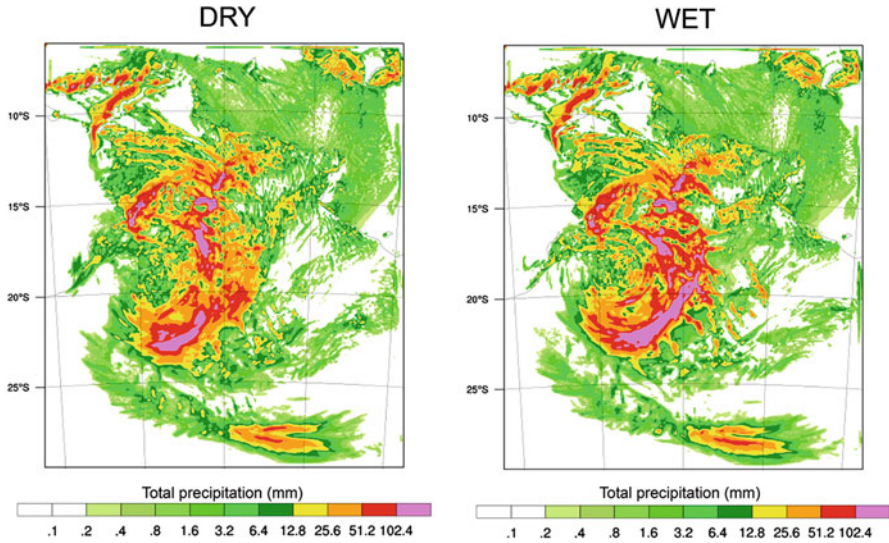 DRY
WET
10°S
15°S
20°S
25°S
10°S
15°S
20°S
25°S
Total precipitation (mm)
.1 .2 .4 .8 1.6 3.2 6.4 12.8 25.6 51.2 102.4
Total precipitation (mm)
.1 .2 .4 .8 1.6 3.2 6.4 12.8 25.6 51.2 102.4